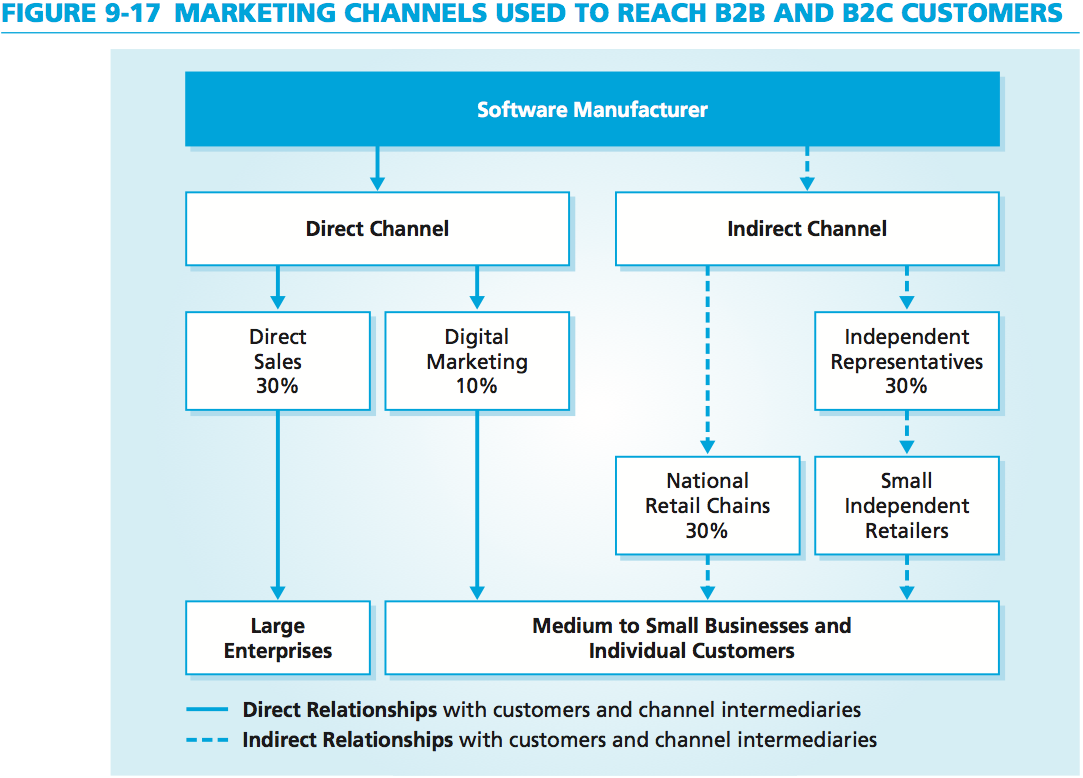 FIGURE 9-17 MARKETING CHANNELS USED TO REACH B2B AND B2C CUSTOMERS
Software Manufacturer
Direct Channel
Indirect Channel
Direct
Sales
30%
Digital
Marketing
10%
Independent
Representatives
30%
National
Retail Chains
30%
Small
Independent
Retailers
Large
Enterprises
Medium to Small Businesses and
Individual Customers
Direct Relationships with customers and channel intermediaries
Indirect Relationships with customers and channel intermediaries